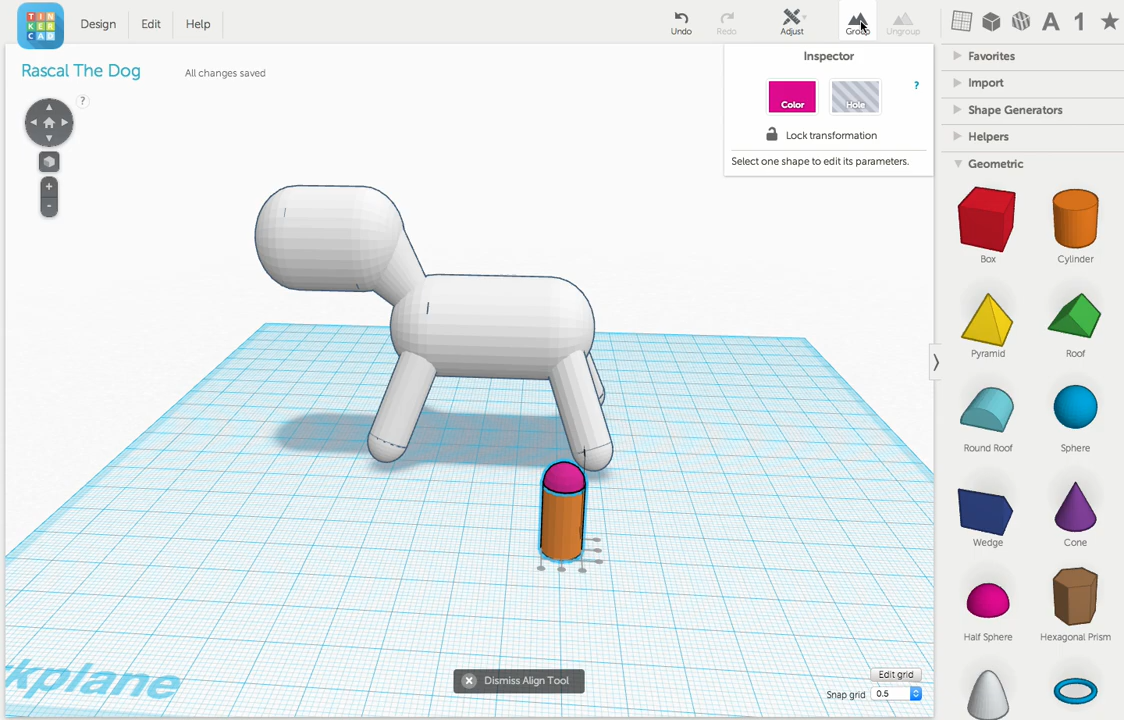 TIN
KER
CAD
Design
Edit
Help
Undo
Redo
Adjust
Group
Ungroup
A
1
Rascal The Dog
All changes saved
?
Inspector
Color
Hole
?
Lock transformation
Select one shape to edit its parameters.
Favorites
Import
Shape Generators
Helpers
Geometric
Box
Cylinder
Pyramid
Roof
Round Roof
Sphere
Wedge
Cone
Half Sphere
Hexagonal Prism
rkplane
Dismiss Align Tool
Edit grid
Snap grid 0.5